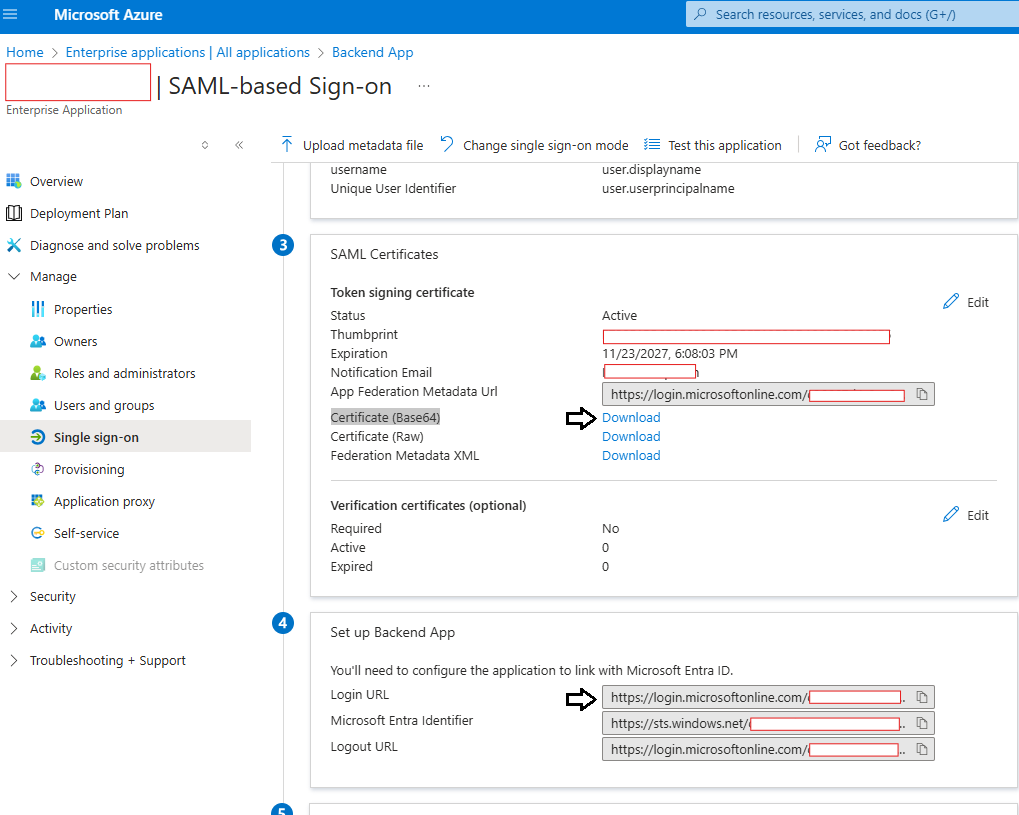 Microsoft Azure
Search resources, services, and docs (G+/)
Home > Enterprise applications | All applications > Backend App
| SAML-based Sign-on ...
Enterprise Application
Upload metadata file
Change single sign-on mode
Test this application
Got feedback?
Overview
Deployment Plan
Diagnose and solve problems
Manage
Properties
Owners
Roles and administrators
Users and groups
Single sign-on
Provisioning
Application proxy
Self-service
Custom security attributes
Security
Activity
Troubleshooting + Support
username user.displayname
Unique User Identifier user.userprincipalname
3
SAML Certificates
Token signing certificate
Edit
Status Active
Thumbprint
Expiration 11/23/2027, 6:08:03 PM
Notification Email
App Federation Metadata Url https://login.microsoftonline.com/
Certificate (Base64) Download
Certificate (Raw) Download
Federation Metadata XML Download
Verification certificates (optional)
Edit
Required No
Active 0
Expired 0
4
Set up Backend App
You'll need to configure the application to link with Microsoft Entra ID.
Login URL https://login.microsoftonline.com/
Microsoft Entra Identifier https://sts.windows.net/
Logout URL https://login.microsoftonline.com/
5